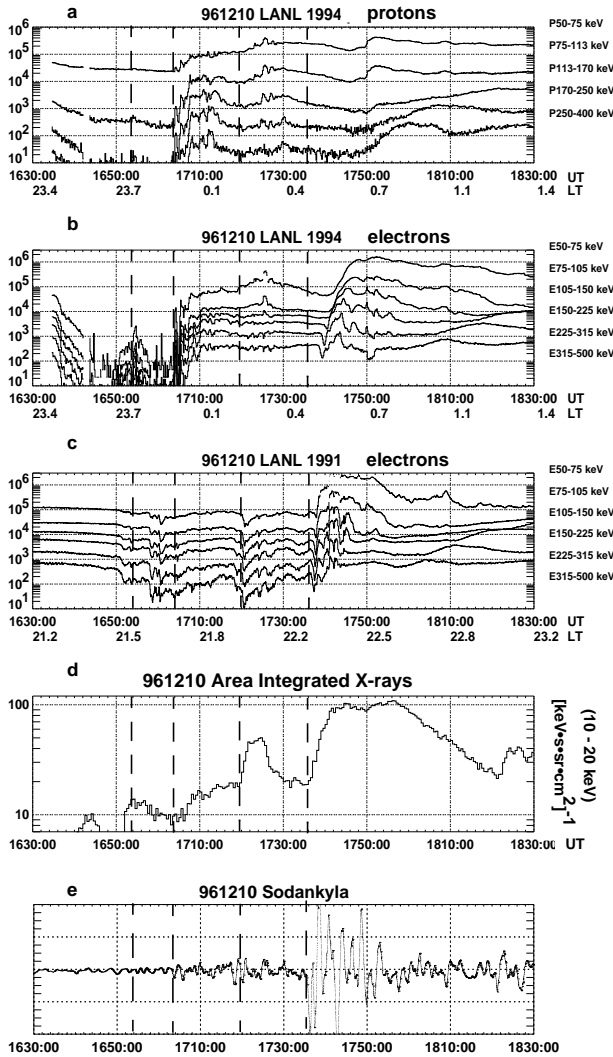 a
961210 LANL 1994 protons
P50-75 keV
P75-113 keV
P113-170 keV
P170-250 keV
P250-400 keV
10^6
10^5
10^4
10^3
10^2
10^1
1630:00 1650:00 1710:00 1730:00 1750:00 1810:00 1830:00 UT
23.4 23.7 0.1 0.4 0.7 1.1 1.4 LT
b
961210 LANL 1994 electrons
E50-75 keV
E75-105 keV
E105-150 keV
E150-225 keV
E225-315 keV
E315-500 keV
10^6
10^5
10^4
10^3
10^2
10^1
1630:00 1650:00 1710:00 1730:00 1750:00 1810:00 1830:00 UT
23.4 23.7 0.1 0.4 0.7 1.1 1.4 LT
c
961210 LANL 1991 electrons
E50-75 keV
E75-105 keV
E105-150 keV
E150-225 keV
E225-315 keV
E315-500 keV
10^6
10^5
10^4
10^3
10^2
10^1
1630:00 1650:00 1710:00 1730:00 1750:00 1810:00 1830:00 UT
21.2 21.5 21.8 22.2 22.5 22.8 23.2 LT
d
961210 Area Integrated X-rays
100
10
(10 - 20 keV)
[keV•s•sr•cm^2]^-1
1630:00 1650:00 1710:00 1730:00 1750:00 1810:00 1830:00 UT
e
961210 Sodankyla
1630:00 1650:00 1710:00 1730:00 1750:00 1810:00 1830:00 UT